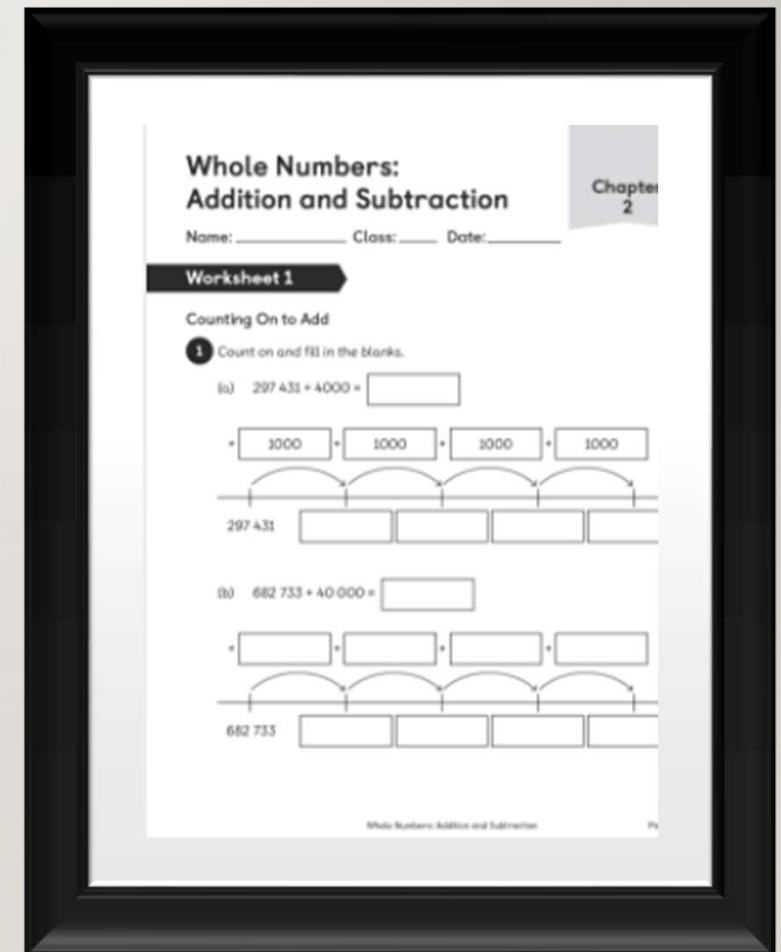 Whole Numbers:
Addition and Subtraction
Chapter
2
Name: Class: Date:
Worksheet 1
Counting On to Add
1 Count on and fill in the blanks.
(a) 297 431 + 4000 =
+ 1000 + 1000 + 1000 + 1000
297 431
(b) 682 733 + 40 000 =
+ + + +
682 733
Whole Numbers: Addition and Subtraction